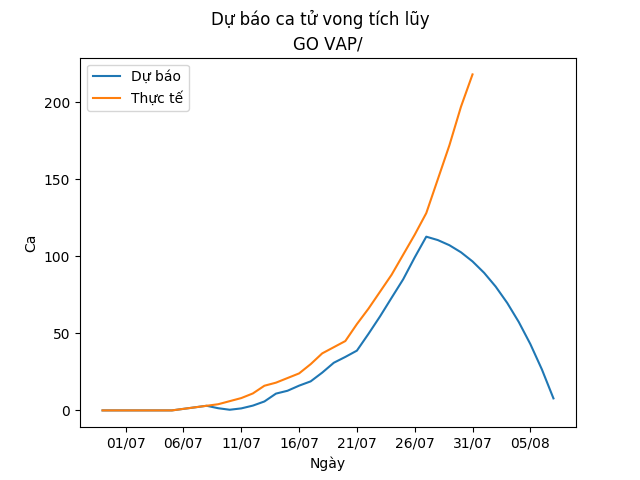 Dự báo ca tử vong tích lũy
GO VAP/
Dự báo
Thực tế
200
150
100
50
0
Ca
01/07 06/07 11/07 16/07 21/07 26/07 31/07 05/08
Ngày